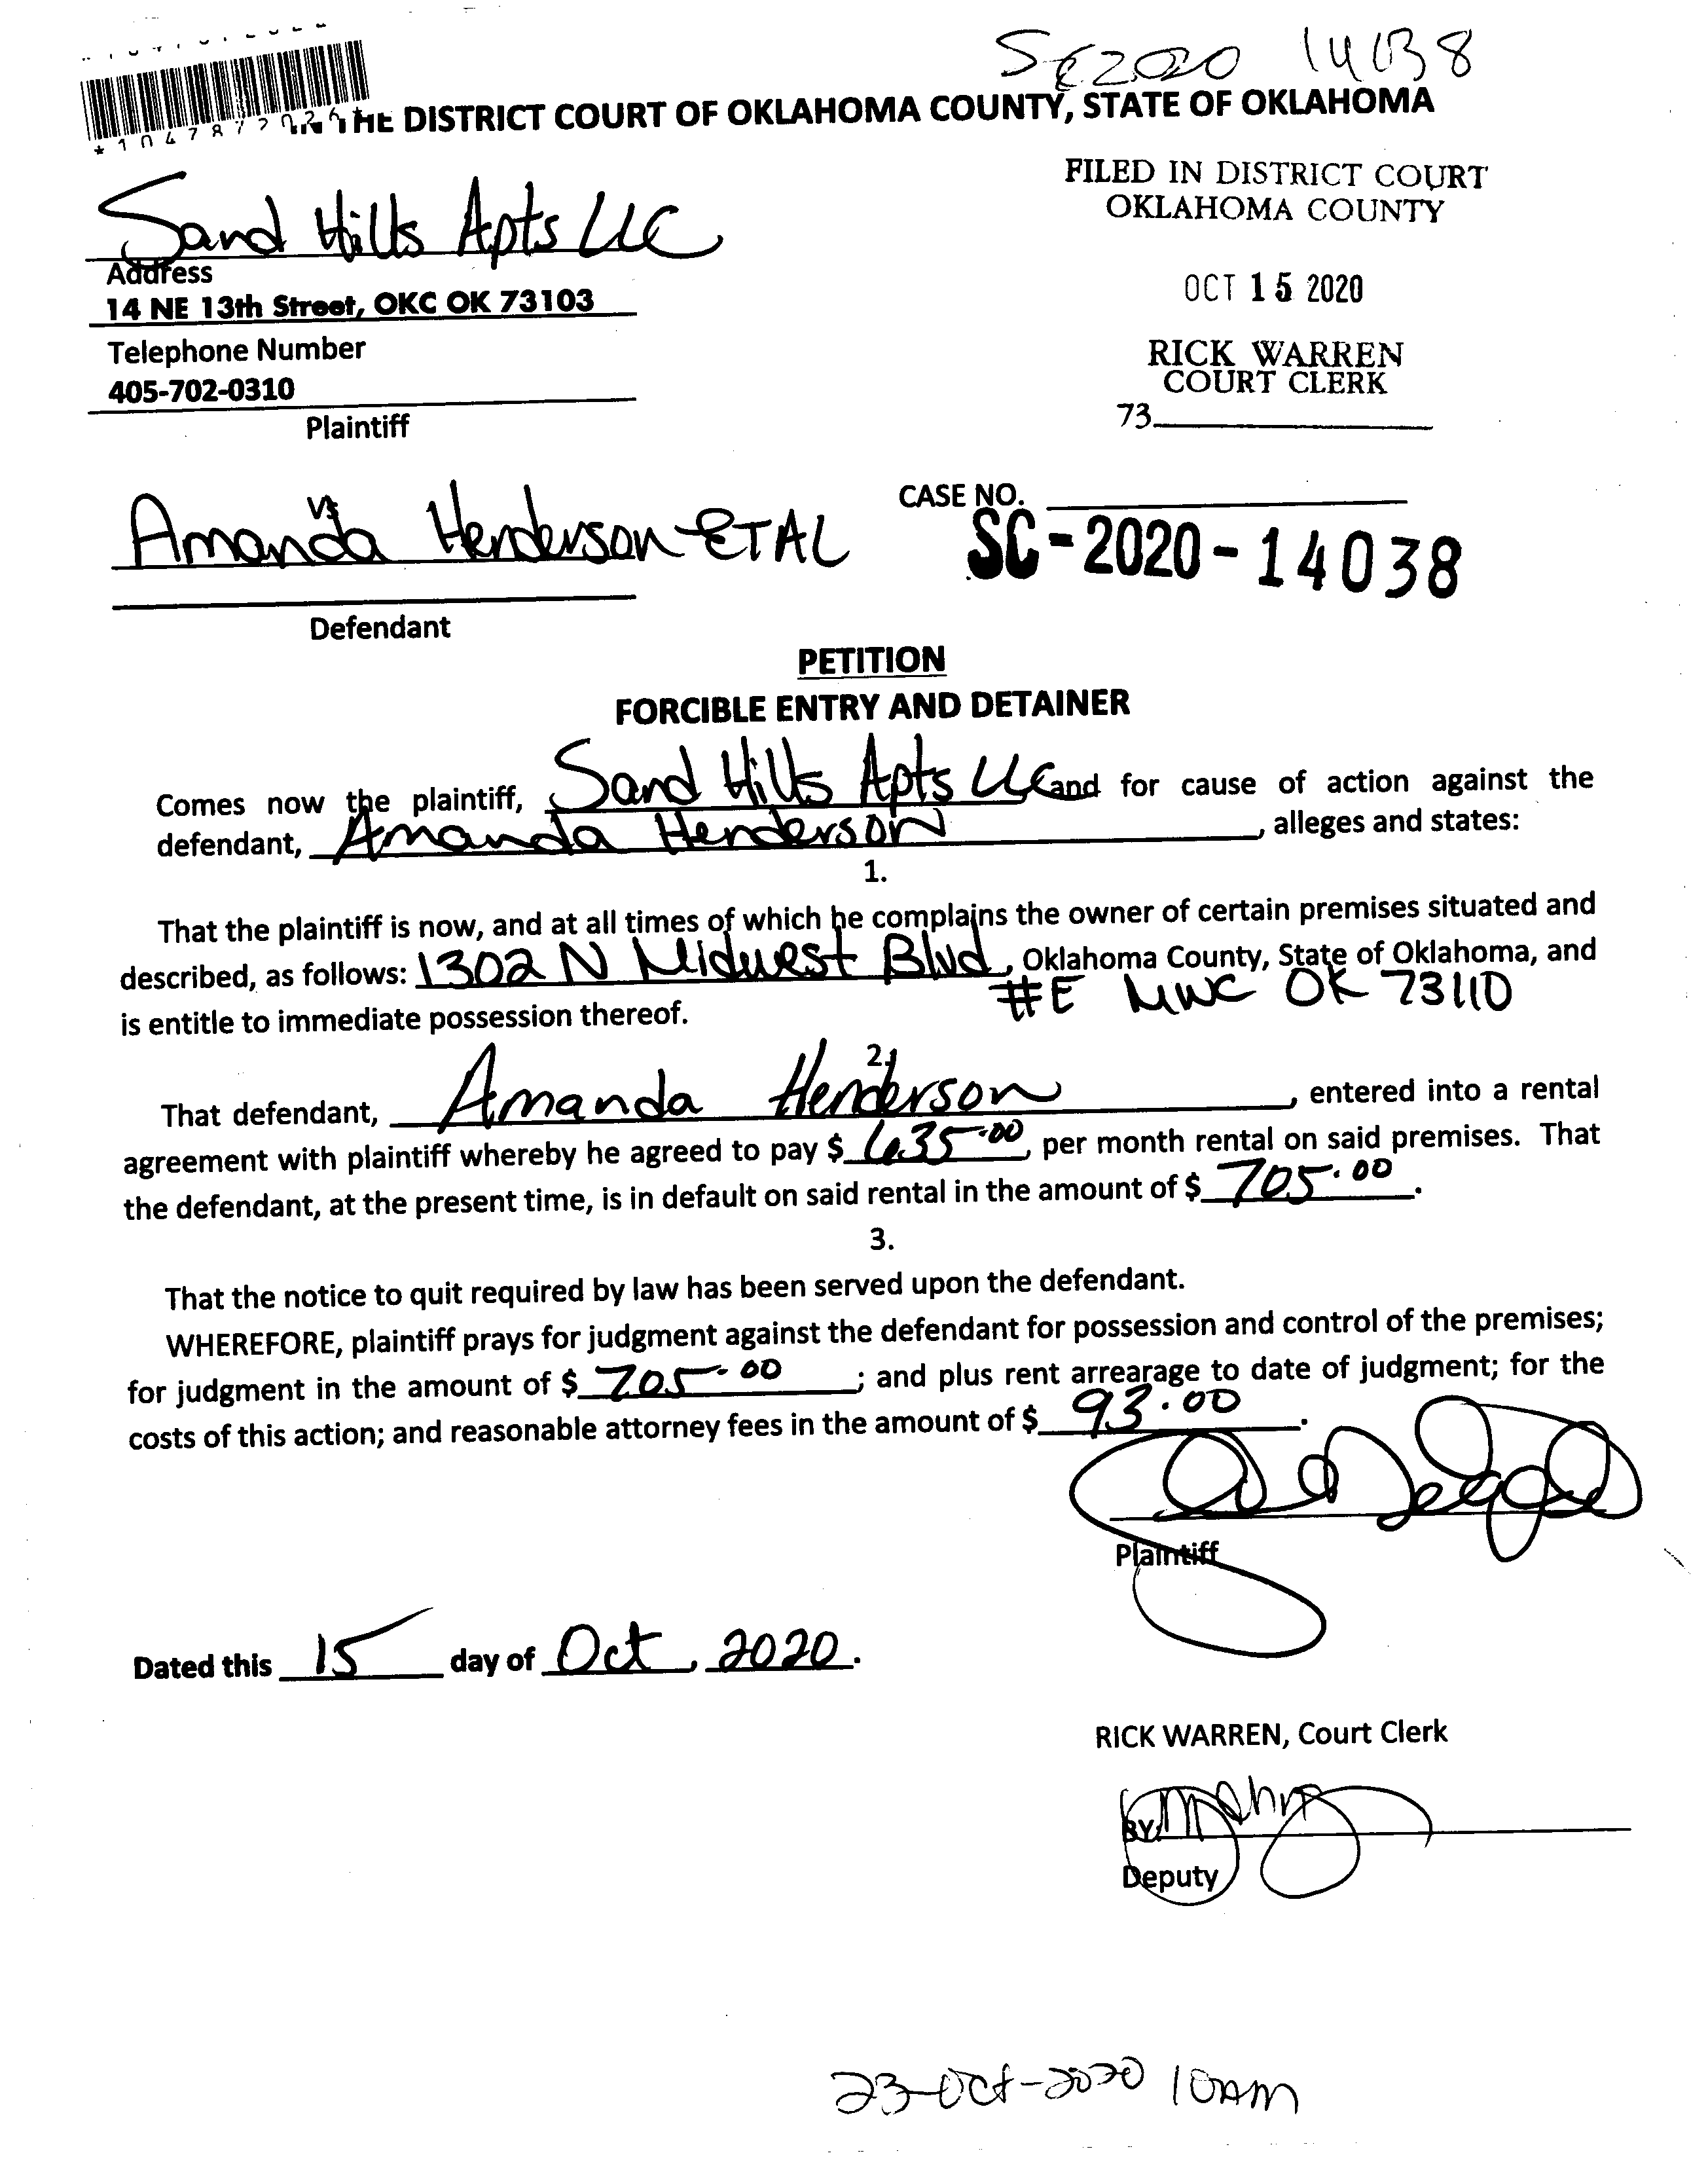 SC2020 14038
IN THE DISTRICT COURT OF OKLAHOMA COUNTY, STATE OF OKLAHOMA
Sand Hills Apts LLC
Address
14 NE 13th Street, OKC OK 73103
Telephone Number
405-702-0310
Plaintiff
FILED IN DISTRICT COURT
OKLAHOMA COUNTY
OCT 15 2020
RICK WARREN
COURT CLERK
73
vs
Amanda Henderson-ETAL
Defendant
CASE NO.
SC-2020-14038
PETITION
FORCIBLE ENTRY AND DETAINER
Comes now the plaintiff, Sand Hills Apts LLC and for cause of action against the
defendant, Amanda Henderson, alleges and states:
1.
That the plaintiff is now, and at all times of which he complains the owner of certain premises situated and
described, as follows: 1302 N Midwest Blvd, Oklahoma County, State of Oklahoma, and
#E MWC OK 73110
is entitle to immediate possession thereof.
2.
That defendant, Amanda Henderson, entered into a rental
agreement with plaintiff whereby he agreed to pay $ 635.00, per month rental on said premises. That
the defendant, at the present time, is in default on said rental in the amount of $ 705.00.
3.
That the notice to quit required by law has been served upon the defendant.
WHEREFORE, plaintiff prays for judgment against the defendant for possession and control of the premises;
for judgment in the amount of $ 705.00; and plus rent arrearage to date of judgment; for the
costs of this action; and reasonable attorney fees in the amount of $ 93.00.
Plaintiff
Dated this 15 day of Oct, 2020.
RICK WARREN, Court Clerk
BY
Deputy
23-Oct-2020 10AM